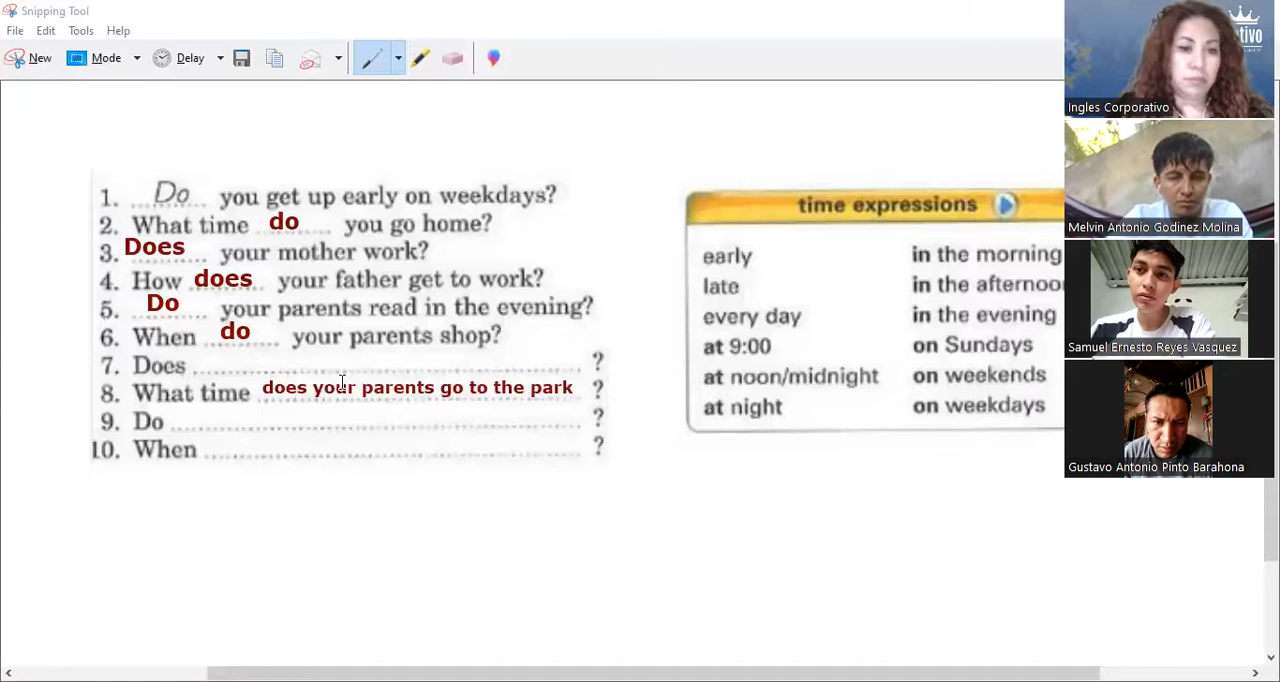 Snipping Tool
File Edit Tools Help
New Mode Delay
1. Do you get up early on weekdays?
2. What time do you go home?
3. Does your mother work?
4. How does your father get to work?
5. Do your parents read in the evening?
6. When do your parents shop?
7. Does ?
8. What time does your parents go to the park ?
9. Do ?
10. When ?
time expressions
early in the morning
late in the afternoon
every day in the evening
at 9:00 on Sundays
at noon/midnight on weekends
at night on weekdays
Ingles Corporativo
Melvin Antonio Godinez Molina
Samuel Ernesto Reyes Vasquez
Gustavo Antonio Pinto Barahona